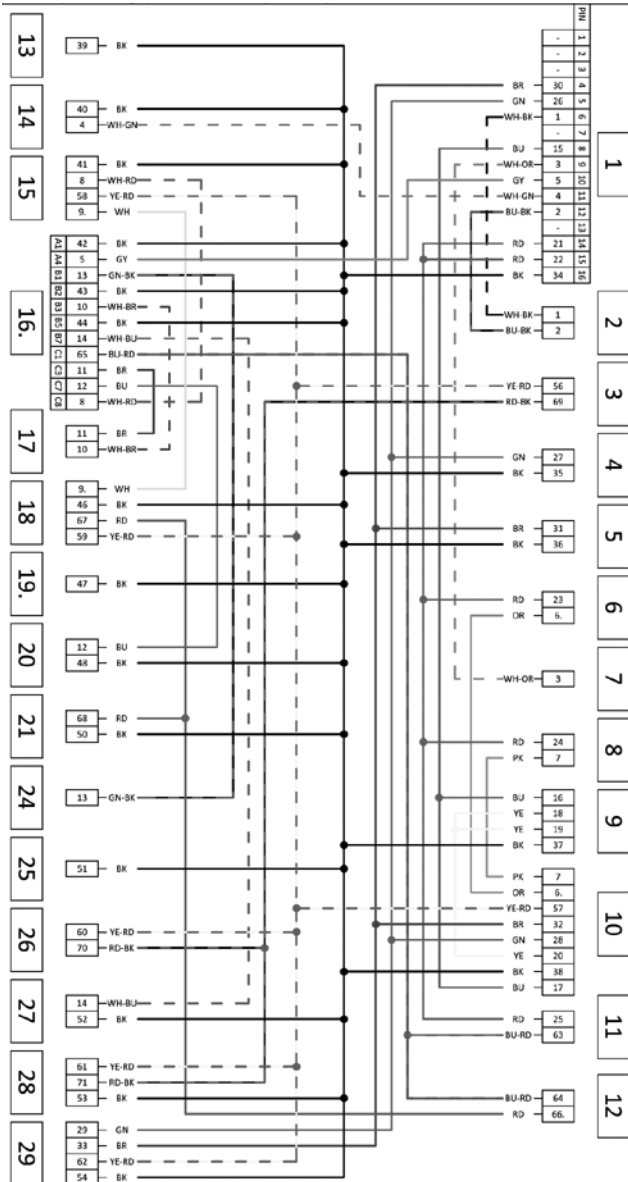 13
39 BK
14
40 BK
4 WH-GN
15
41 BK
8 WH-RD
58 YE-RD
9. WH
16.
A1 42 BK
A4 5 GY
B1 13 GN-BK
B2 43 BK
B3 10 WH-BR
B5 44 BK
B7 14 WH-BU
C1 65 BU-RD
C3 11 BR
C7 12 BU
C8 8 WH-RD
17
11 BR
10 WH-BR
18
9. WH
46 BK
67 RD
59 YE-RD
19.
47 BK
20
12 BU
48 BK
21
68 RD
50 BK
24
13 GN-BK
25
51 BK
26
60 YE-RD
70 RD-BK
27
14 WH-BU
52 BK
28
61 YE-RD
71 RD-BK
53 BK
29
29 GN
33 BR
62 YE-RD
54 BK
PIN
- 1
- 2
- 3
BR 30 4
GN 26 5
WH-BK 1 6
- 7
BU 15 8
WH-OR 3 9
GY 5 10
WH-GN 4 11
BU-BK 2 12
- 13
RD 21 14
RD 22 15
BK 34 16
1
WH-BK 1
BU-BK 2
2
YE-RD 56
RD-BK 69
3
GN 27
BK 35
4
BR 31
BK 36
5
RD 23
OR 6.
6
WH-OR 3
7
RD 24
PK 7
8
BU 16
YE 18
YE 19
BK 37
9
PK 7
OR 6.
YE-RD 57
BR 32
GN 28
YE 20
BK 38
BU 17
10
RD 25
BU-RD 63
11
BU-RD 64
RD 66.
12